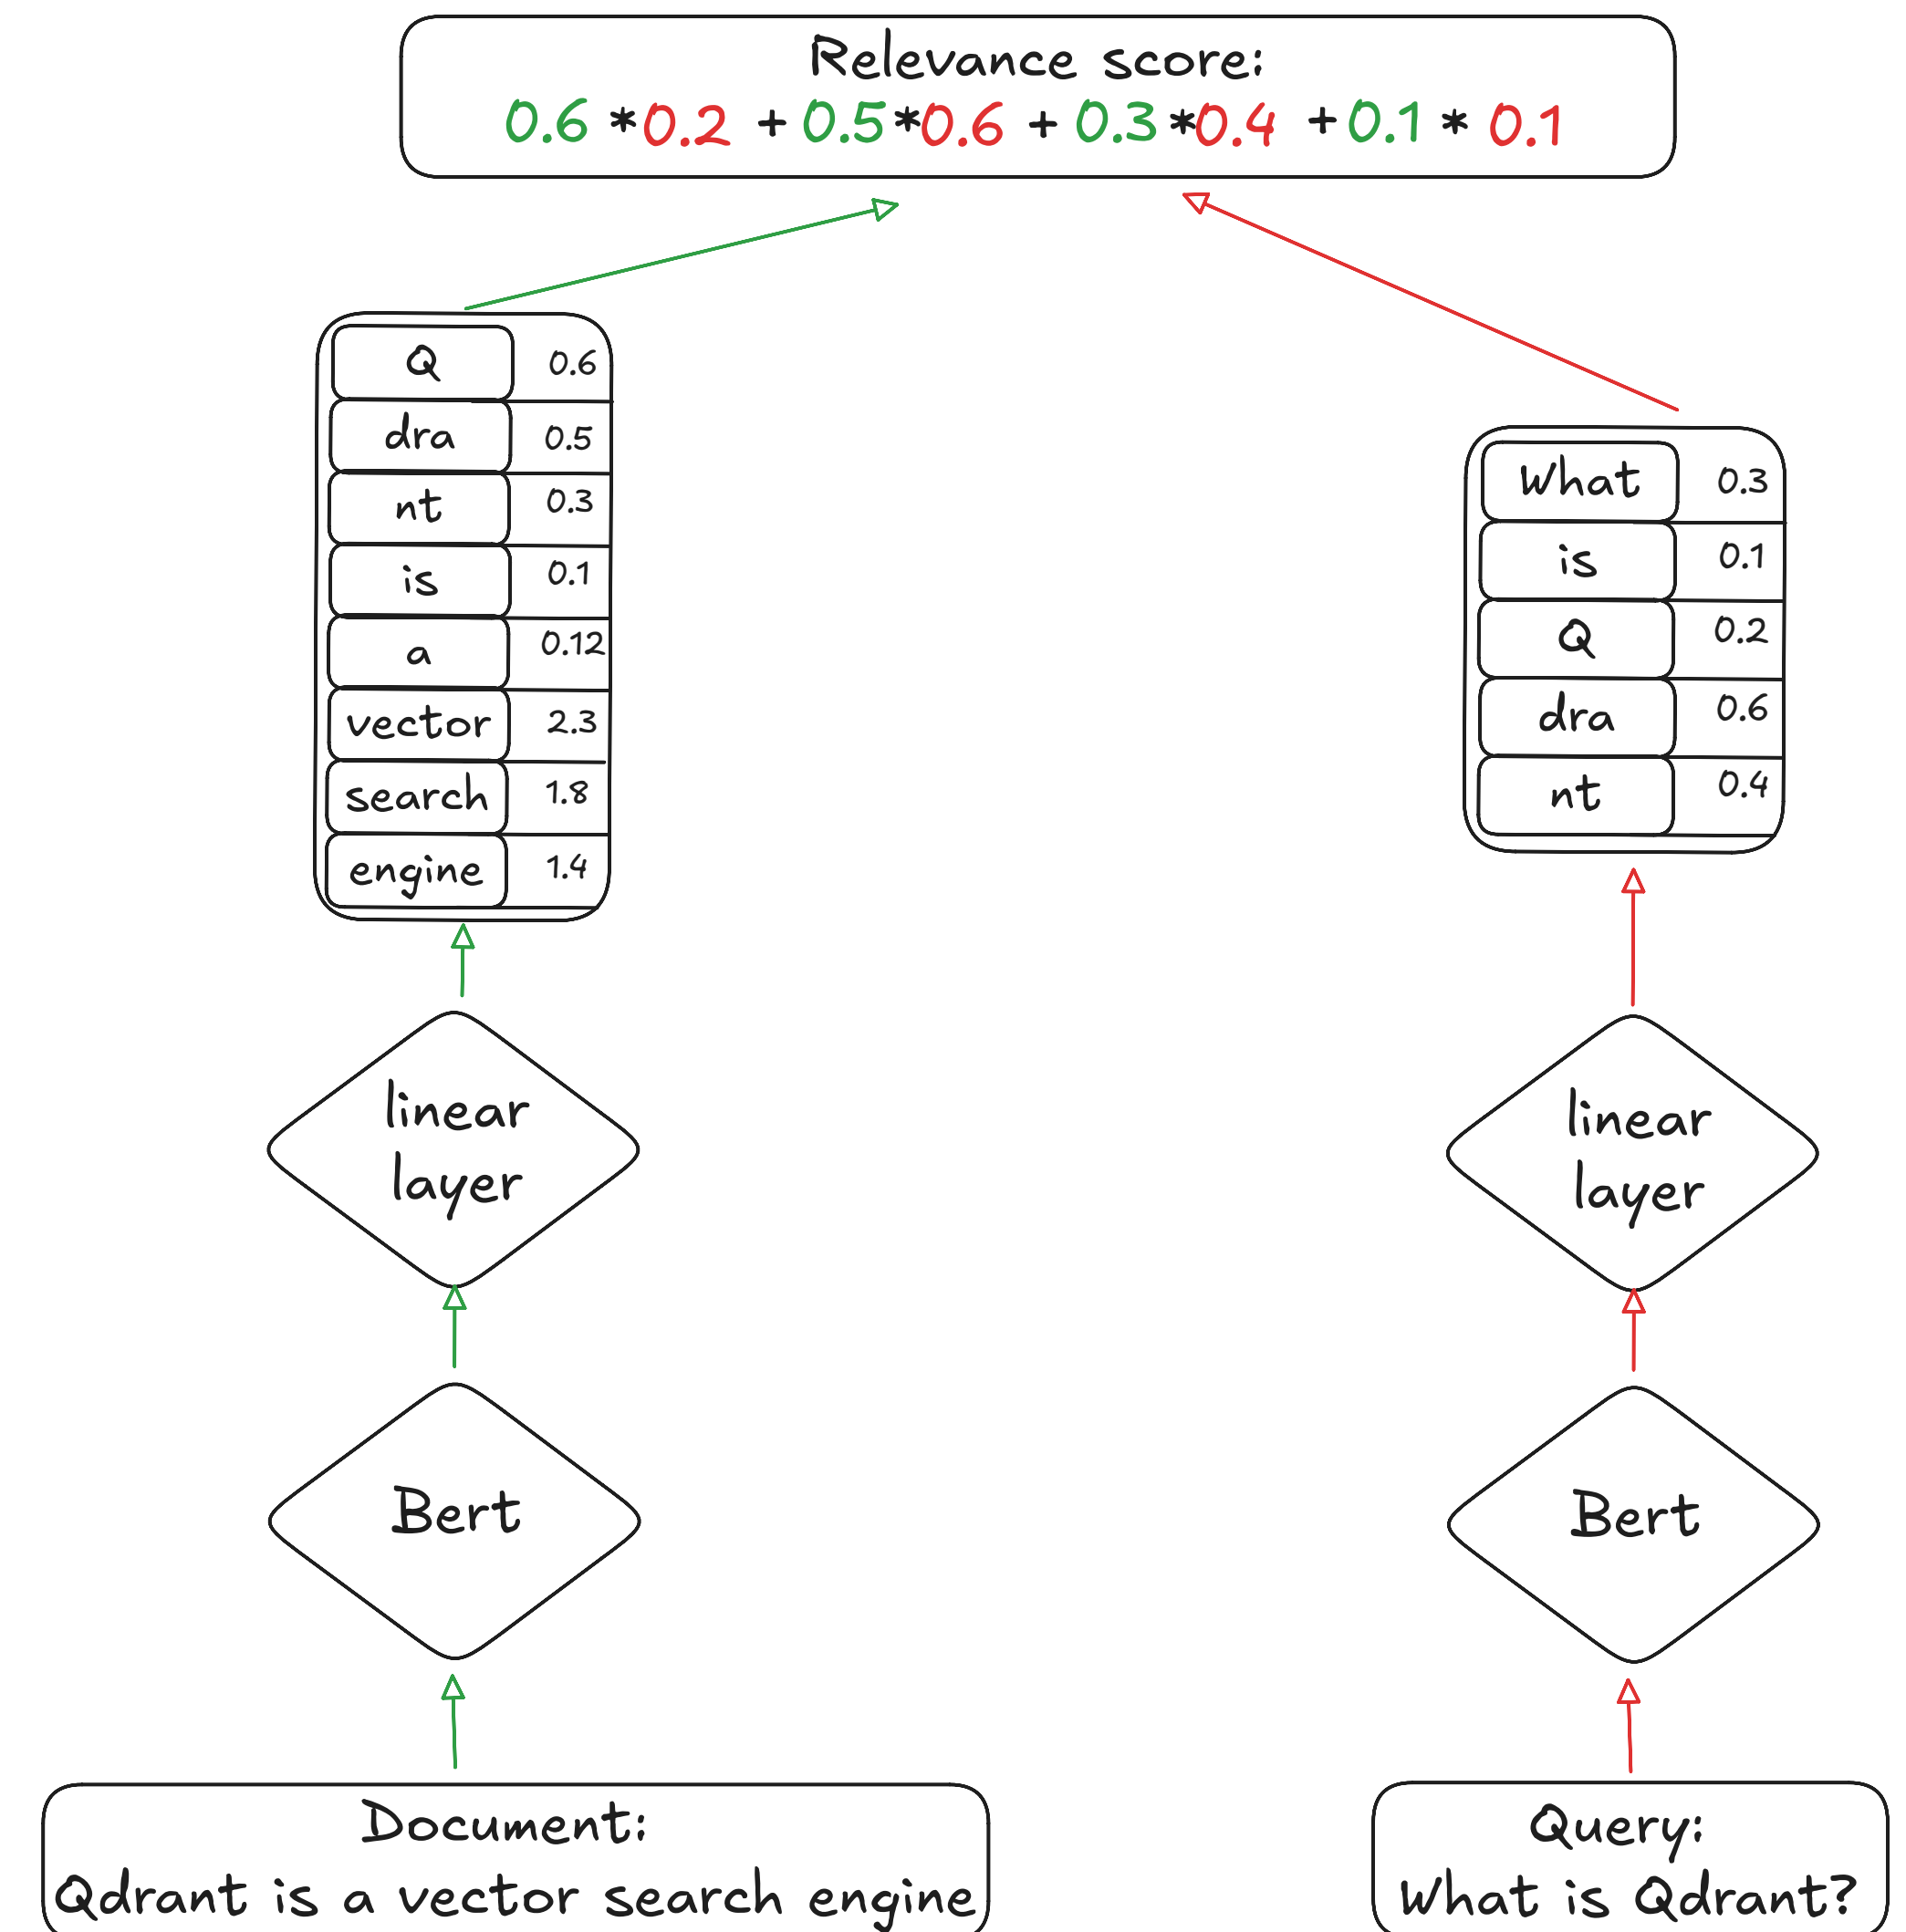 Relevance score:
0.6 *0.2 + 0.5*0.6 + 0.3*0.4 +0.1 * 0.1
Q 0.6
dra 0.5
nt 0.3
is 0.1
a 0.12
vector 2.3
search 1.8
engine 1.4
What 0.3
is 0.1
Q 0.2
dra 0.6
nt 0.4
linear
layer
linear
layer
Bert
Bert
Document:
Qdrant is a vector search engine
Query:
What is Qdrant?